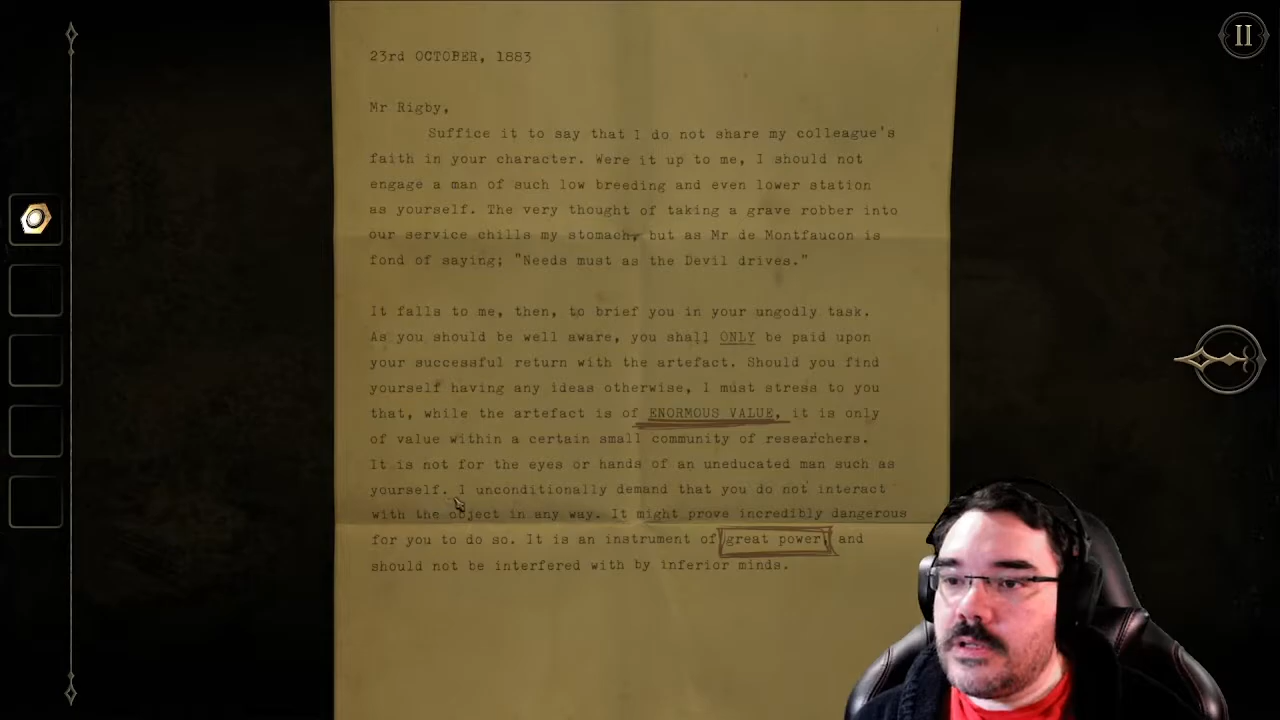 II
23rd OCTOBER, 1883
Mr Rigby,
Suffice it to say that I do not share my colleague's
faith in your character. Were it up to me, I should not
engage a man of such low breeding and even lower station
as yourself. The very thought of taking a grave robber into
our service chills my stomach, but as Mr de Montfaucon is
fond of saying; "Needs must as the Devil drives."
It falls to me, then, to brief you in your ungodly task.
As you should be well aware, you shall ONLY be paid upon
your successful return with the artefact. Should you find
yourself having any ideas otherwise, I must stress to you
that, while the artefact is of ENORMOUS VALUE, it is only
of value within a certain small community of researchers.
It is not for the eyes or hands of an uneducated man such as
yourself. I unconditionally demand that you do not interact
with the object in any way. It might prove incredibly dangerous
for you to do so. It is an instrument of great power, and
should not be interfered with by inferior minds.